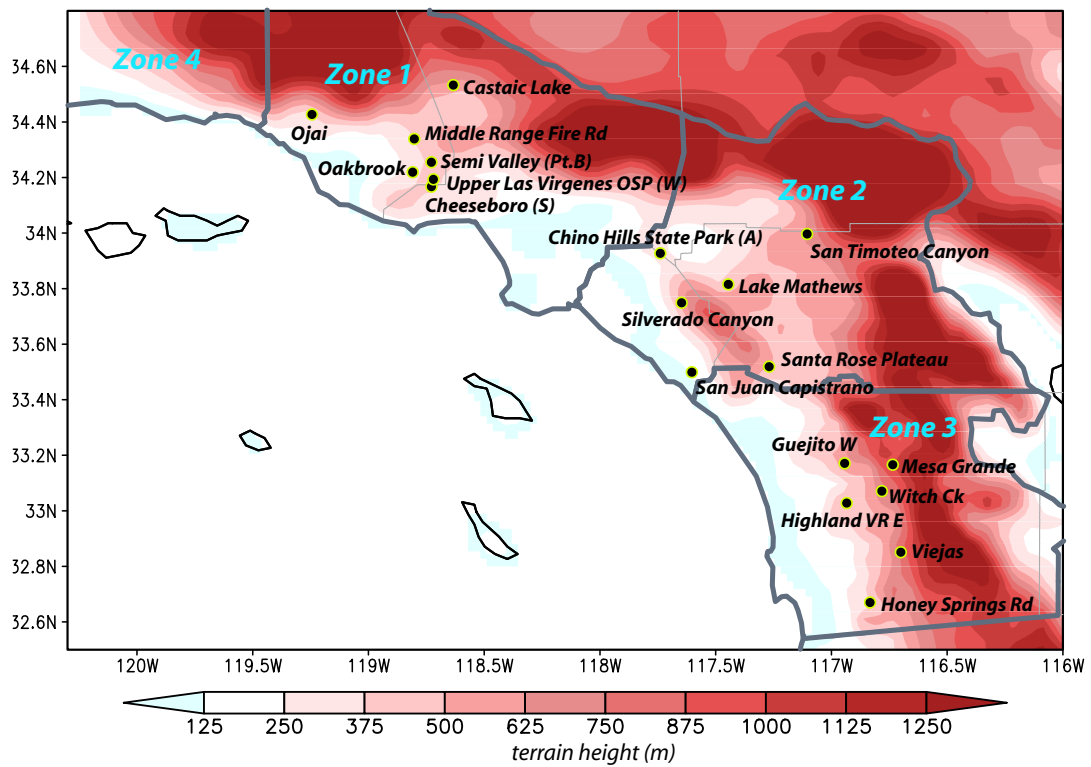 34.6N
34.4N
34.2N
34N
33.8N
33.6N
33.4N
33.2N
33N
32.8N
32.6N
Zone 4
Zone 1
Castaic Lake
Ojai
Middle Range Fire Rd
Semi Valley (Pt.B)
Oakbrook
Upper Las Virgenes OSP (W)
Cheeseboro (S)
Zone 2
Chino Hills State Park (A)
San Timoteo Canyon
Lake Mathews
Silverado Canyon
Santa Rose Plateau
San Juan Capistrano
Zone 3
Guejito W
Mesa Grande
Witch Ck
Highland VR E
Viejas
Honey Springs Rd
120W 119.5W 119W 118.5W 118W 117.5W 117W 116.5W 116W
125 250 375 500 625 750 875 1000 1125 1250
terrain height (m)